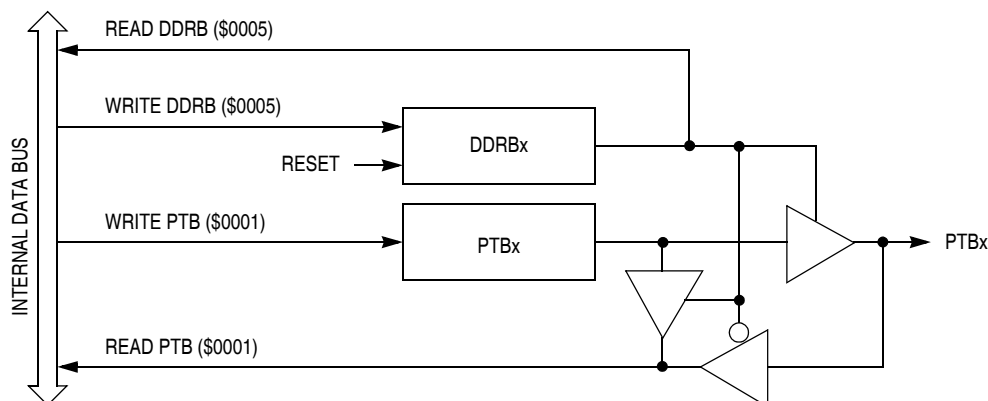 READ DDRB ($0005)
WRITE DDRB ($0005)
DDRBx
RESET
INTERNAL DATA BUS
WRITE PTB ($0001)
PTBx
PTBx
READ PTB ($0001)